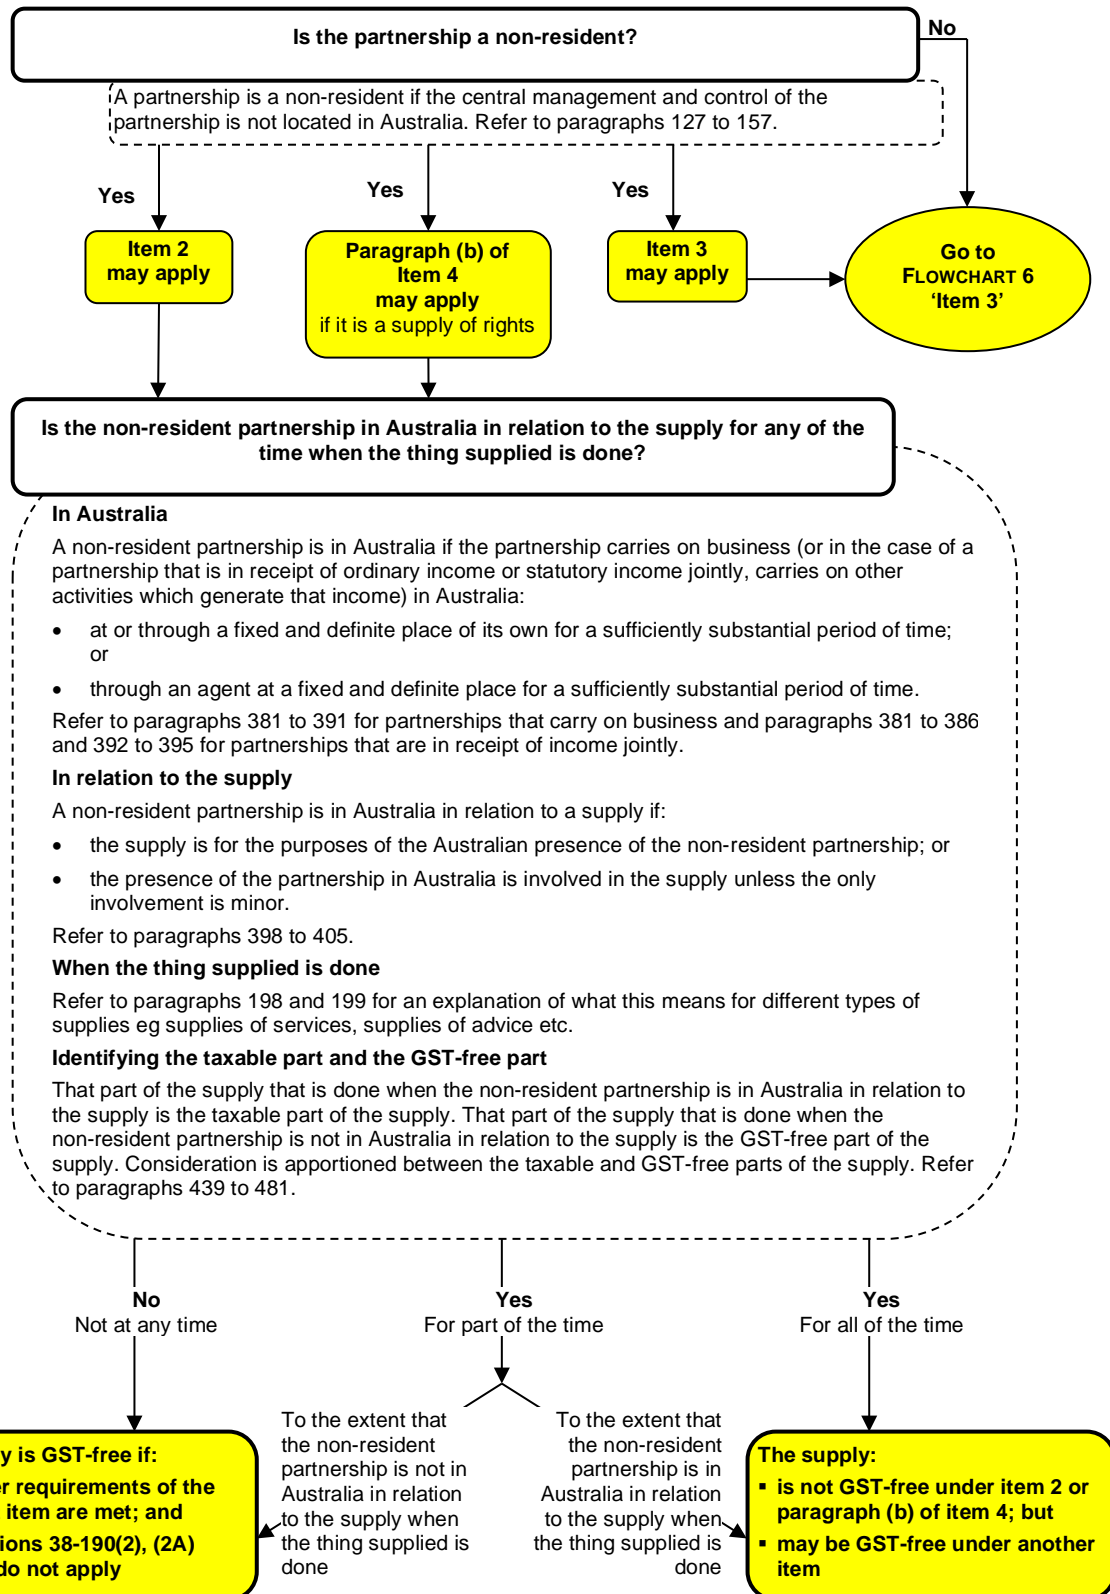 Is the partnership a non-resident?
No
A partnership is a non-resident if the central management and control of the
partnership is not located in Australia. Refer to paragraphs 127 to 157.
Yes
Yes
Yes
Item 2
may apply
Paragraph (b) of
Item 4
may apply
if it is a supply of rights
Item 3
may apply
Go to
FLOWCHART 6
‘Item 3’
Is the non-resident partnership in Australia in relation to the supply for any of the
time when the thing supplied is done?
In Australia
A non-resident partnership is in Australia if the partnership carries on business (or in the case of a
partnership that is in receipt of ordinary income or statutory income jointly, carries on other
activities which generate that income) in Australia:
• at or through a fixed and definite place of its own for a sufficiently substantial period of time;
or
• through an agent at a fixed and definite place for a sufficiently substantial period of time.
Refer to paragraphs 381 to 391 for partnerships that carry on business and paragraphs 381 to 386
and 392 to 395 for partnerships that are in receipt of income jointly.
In relation to the supply
A non-resident partnership is in Australia in relation to a supply if:
• the supply is for the purposes of the Australian presence of the non-resident partnership; or
• the presence of the partnership in Australia is involved in the supply unless the only
involvement is minor.
Refer to paragraphs 398 to 405.
When the thing supplied is done
Refer to paragraphs 198 and 199 for an explanation of what this means for different types of
supplies eg supplies of services, supplies of advice etc.
Identifying the taxable part and the GST-free part
That part of the supply that is done when the non-resident partnership is in Australia in relation to
the supply is the taxable part of the supply. That part of the supply that is done when the
non-resident partnership is not in Australia in relation to the supply is the GST-free part of the
supply. Consideration is apportioned between the taxable and GST-free parts of the supply. Refer
to paragraphs 439 to 481.
No
Not at any time
Yes
For part of the time
Yes
For all of the time
y is GST-free if:
er requirements of the
item are met; and
ions 38-190(2), (2A)
do not apply
To the extent that
the non-resident
partnership is not in
Australia in relation
to the supply when
the thing supplied is
done
To the extent that
the non-resident
partnership is in
Australia in relation
to the supply when
the thing supplied is
done
The supply:
▪ is not GST-free under item 2 or
paragraph (b) of item 4; but
▪ may be GST-free under another
item